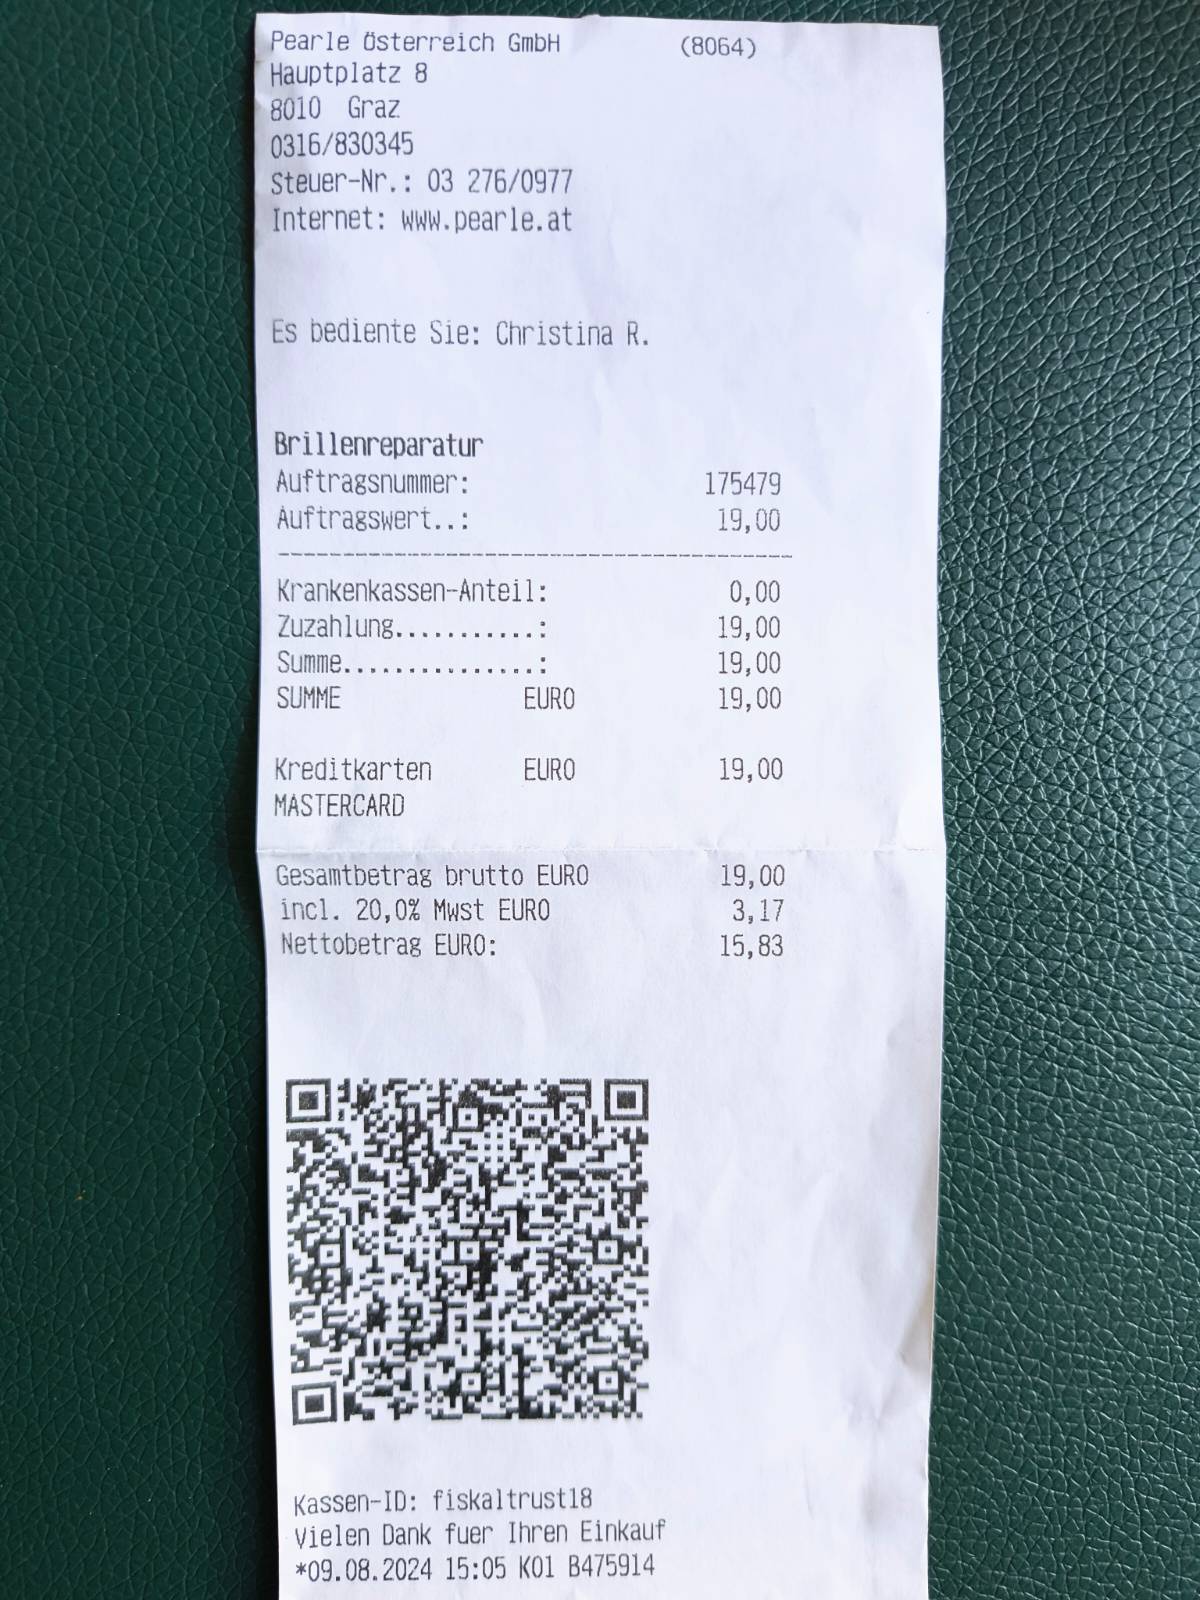 Pearle Österreich GmbH (8064)
Hauptplatz 8
8010 Graz
0316/830345
Steuer-Nr.: 03 276/0977
Internet: www.pearle.at
Es bediente Sie: Christina R.
Brillenreparatur
Auftragsnummer: 175479
Auftragswert..: 19,00
----------------------------------------
Krankenkassen-Anteil: 0,00
Zuzahlung...........: 19,00
Summe...............: 19,00
SUMME EURO 19,00
Kreditkarten EURO 19,00
MASTERCARD
Gesamtbetrag brutto EURO 19,00
incl. 20,0% Mwst EURO 3,17
Nettobetrag EURO: 15,83
Kassen-ID: fiskaltrust18
Vielen Dank fuer Ihren Einkauf
*09.08.2024 15:05 K01 B475914